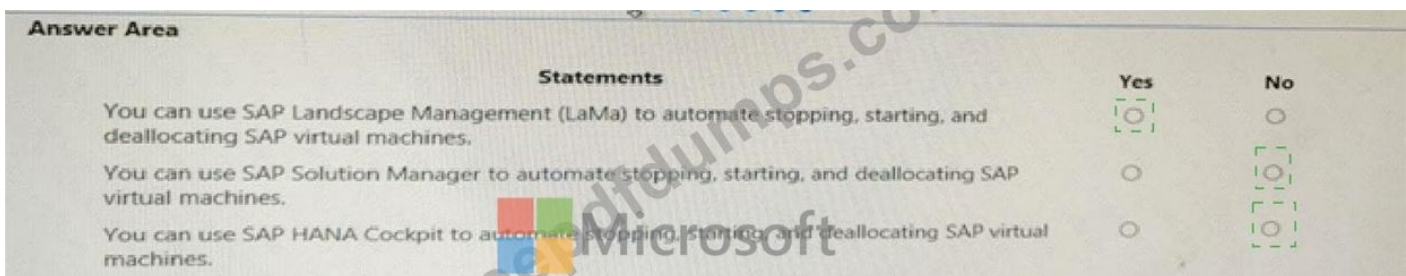 Answer Area
Statements Yes No
You can use SAP Landscape Management (LaMa) to automate stopping, starting, and
deallocating SAP virtual machines.
You can use SAP Solution Manager to automate stopping, starting, and deallocating SAP
virtual machines.
You can use SAP HANA Cockpit to automate stopping, starting, and deallocating SAP virtual
machines.
Microsoft